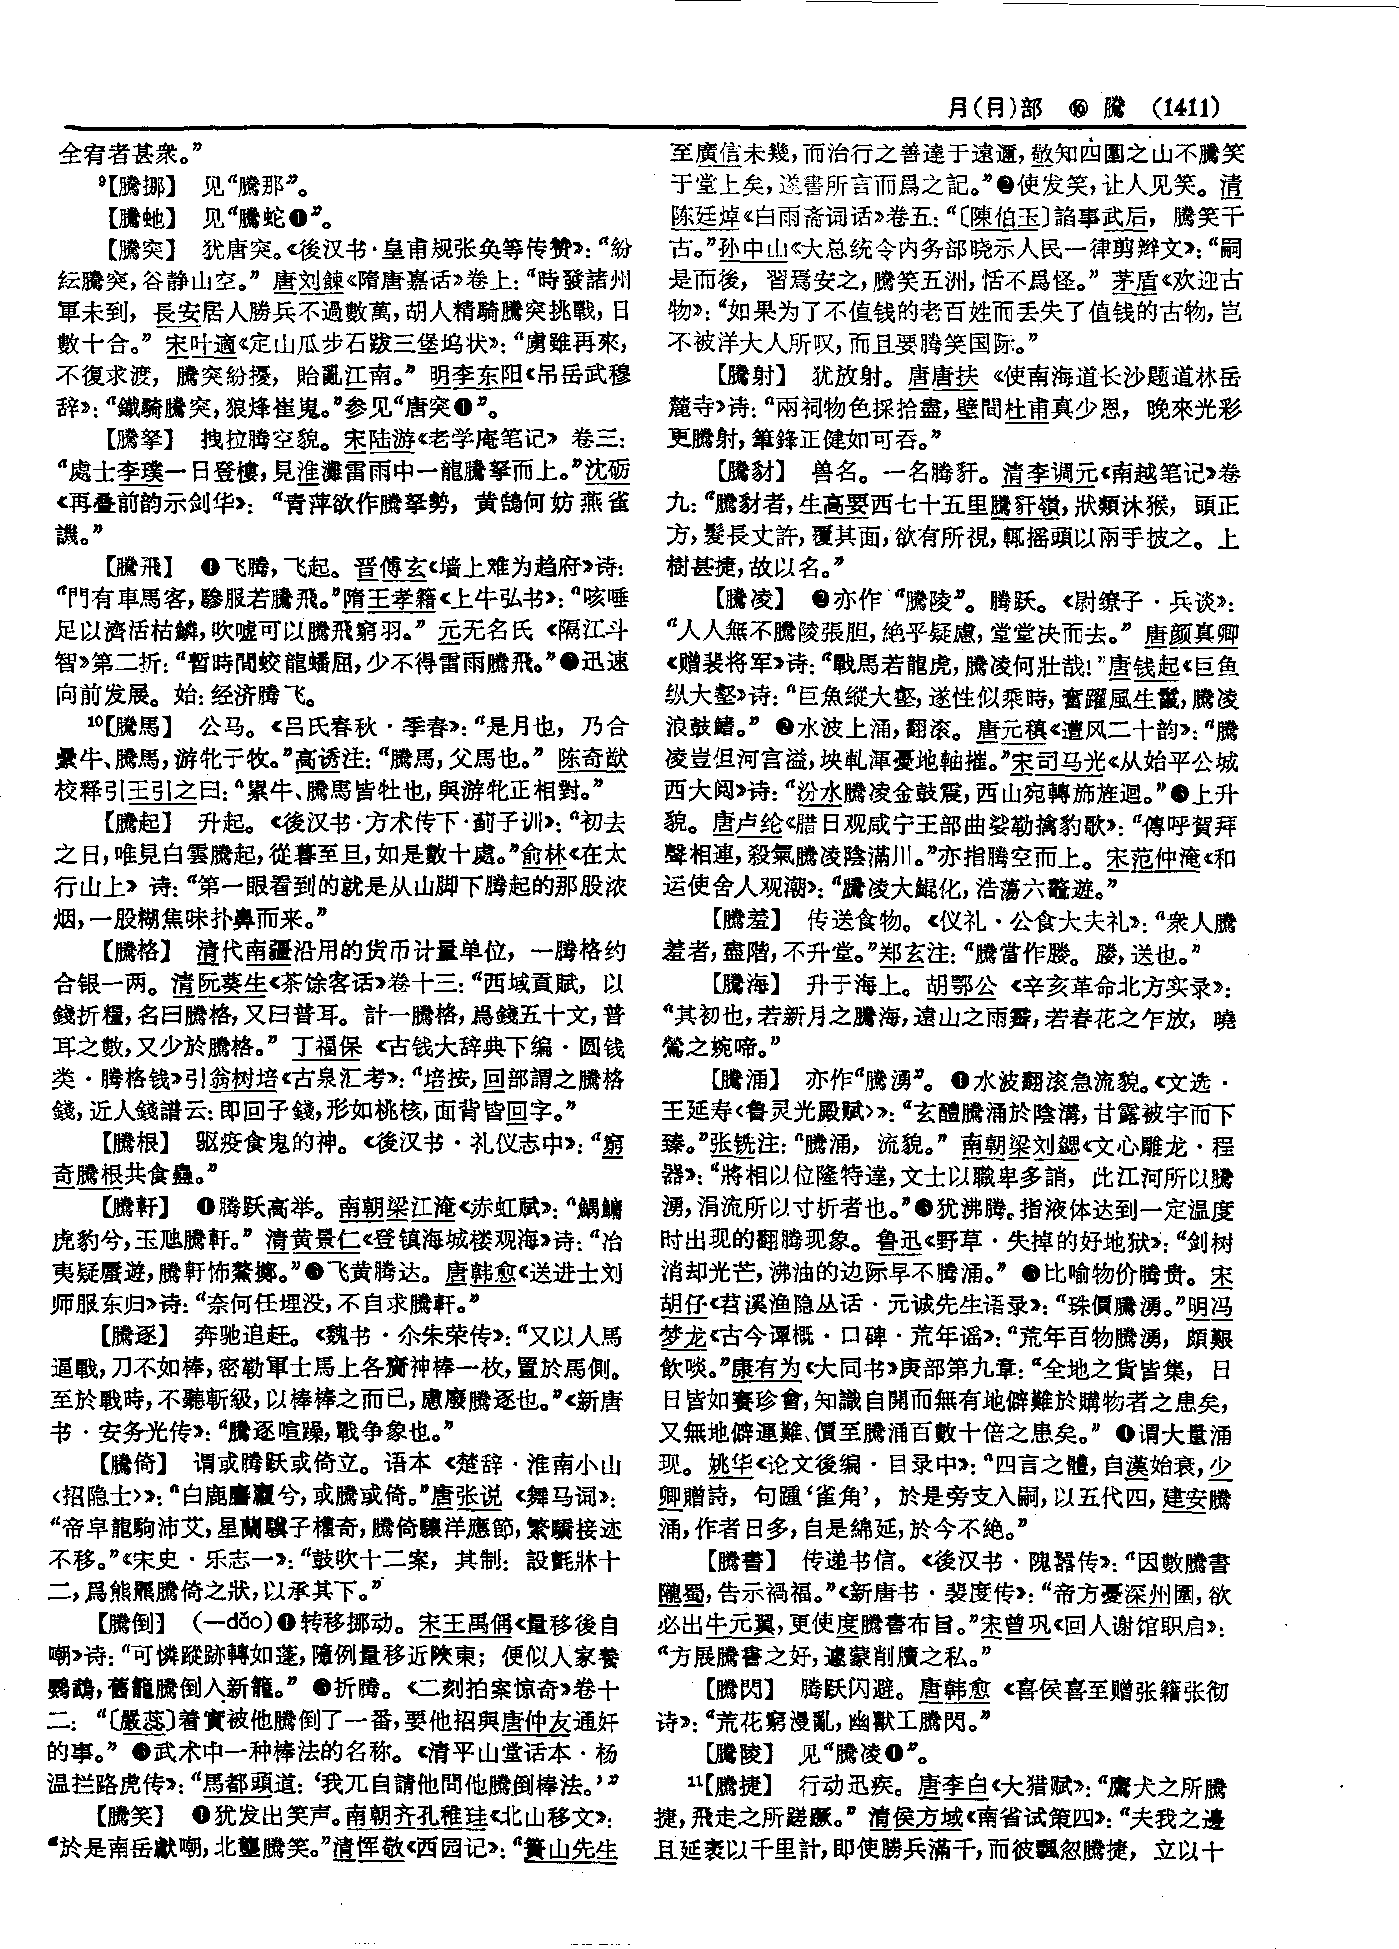 月(月)部 ⑯ 騰 (1411)
全宥者甚衆。”
⁹【騰挪】 见“騰那”。
【騰虵】 见“騰蛇❶”。
【騰突】 犹唐突。《後汉书·皇甫规张奂等传赞》：“紛
紜騰突，谷静山空。” 唐刘餗《隋唐嘉话》卷上：“時發諸州
軍未到，長安居人勝兵不過數萬，胡人精騎騰突挑戰，日
數十合。” 宋叶適《定山瓜步石跋三堡坞状》：“虜雖再來，
不復求渡，騰突紛擾，貽亂江南。” 明李东阳《吊岳武穆
辞》：“鐵騎騰突，狼烽崔嵬。”参见“唐突❶”。
【騰拏】 拽拉腾空貌。宋陆游《老学庵笔记》卷三：
“處士李璞一日登樓，見淮灘雷雨中一龍騰拏而上。”沈砺
《再叠前韵示剑华》：“青萍欲作騰拏勢，黄鵠何妨燕雀
譏。”
【騰飛】 ❶飞腾，飞起。晋傅玄《墙上难为趋府》诗：
“門有車馬客，驂服若騰飛。”隋王孝籍《上牛弘书》：“咳唾
足以濟活枯鱗，吹嘘可以騰飛窮羽。” 元无名氏《隔江斗
智》第二折：“暫時間蛟龍蟠屈，少不得雷雨騰飛。”❷迅速
向前发展。如：经济腾飞。
¹⁰【騰馬】 公马。《吕氏春秋·季春》：“是月也，乃合
纍牛、騰馬，游牝于牧。”高诱注：“騰馬，父馬也。” 陈奇猷
校释引王引之曰：“纍牛、騰馬皆牡也，與游牝正相對。”
【騰起】 升起。《後汉书·方术传下·蓟子训》：“初去
之日，唯見白雲騰起，從暮至旦，如是數十處。”俞林《在太
行山上》诗：“第一眼看到的就是从山脚下腾起的那股浓
烟，一股糊焦味扑鼻而来。”
【騰格】 清代南疆沿用的货币计量单位，一腾格约
合银一两。清阮葵生《茶馀客话》卷十三：“西域貢賦，以
錢折糧，名曰騰格，又曰普耳。計一騰格，爲錢五十文，普
耳之數，又少於騰格。” 丁福保《古钱大辞典下编·圆钱
类·腾格钱》引翁树培《古泉汇考》：“培按，回部謂之騰格
錢，近人錢譜云：即回子錢，形如桃核，面背皆回字。”
【騰根】 驱疫食鬼的神。《後汉书·礼仪志中》：“窮
奇騰根共食蠱。”
【騰軒】 ❶腾跃高举。南朝梁江淹《赤虹赋》：“鰅鱅
虎豹兮，玉虺騰軒。” 清黄景仁《登镇海城楼观海》诗：“冶
夷疑蜃遊，騰軒怖鰲擲。”❷飞黄腾达。唐韩愈《送进士刘
师服东归》诗：“奈何任埋没，不自求騰軒。”
【騰逐】 奔驰追赶。《魏书·尒朱荣传》：“又以人馬
逼戰，刀不如棒，密勒軍士馬上各齎神棒一枚，置於馬側。
至於戰時，不聽斬級，以棒棒之而已，慮廢騰逐也。”《新唐
书·安务光传》：“騰逐喧躁，戰争象也。”
【騰倚】 谓或腾跃或倚立。语本《楚辞·淮南小山
〈招隐士〉》：“白鹿麏麚兮，或騰或倚。”唐张说《舞马词》：
“帝皁龍駒沛艾，星蘭驥子權奇，騰倚驤洋應節，繁驕接迹
不移。”《宋史·乐志一》：“鼓吹十二案，其制：設氈牀十
二，爲熊羆騰倚之狀，以承其下。”
【騰倒】 (—dǎo)❶转移挪动。宋王禹偁《量移後自
嘲》诗：“可憐蹤跡轉如蓬，隨例量移近陝東；便似人家養
鸚鵡，舊籠騰倒入新籠。” ❷折腾。《二刻拍案惊奇》卷十
二：“〔嚴蕊〕着實被他騰倒了一番，要他招與唐仲友通奸
的事。” ❸武术中一种棒法的名称。《清平山堂话本·杨
温拦路虎传》：“馬都頭道：‘我兀自請他問他騰倒棒法。’”
【騰笑】 ❶犹发出笑声。南朝齐孔稚珪《北山移文》：
“於是南岳獻嘲，北壟騰笑。”清恽敬《西园记》：“簣山先生
至廣信未幾，而治行之善達于遠邇，敬知四園之山不騰笑
于堂上矣，遂書所言而爲之記。”❷使发笑，让人见笑。清
陈廷焯《白雨斋词话》卷五：“〔陳伯玉〕諂事武后，騰笑千
古。”孙中山《大总统令内务部晓示人民一律剪辫文》：“嗣
是而後，習焉安之，騰笑五洲，恬不爲怪。” 茅盾《欢迎古
物》：“如果为了不值钱的老百姓而丢失了值钱的古物，岂
不被洋大人所叹，而且要腾笑国际。”
【騰射】 犹放射。唐唐扶《使南海道长沙题道林岳
麓寺》诗：“兩祠物色採拾盡，壁間杜甫真少恩，晚來光彩
更騰射，筆鋒正健如可吞。”
【騰豺】 兽名。一名腾豻。清李调元《南越笔记》卷
九：“騰豺者，生高要西七十五里騰豻嶺，狀類沐猴，頭正
方，髮長丈許，覆其面，欲有所視，輒摇頭以兩手披之。上
樹甚捷，故以名。”
【騰凌】 ❷亦作“騰陵”。腾跃。《尉缭子·兵谈》：
“人人無不騰陵張胆，絶乎疑慮，堂堂决而去。” 唐颜真卿
《赠裴将军》诗：“戰馬若龍虎，騰凌何壯哉！”唐钱起《巨鱼
纵大壑》诗：“巨魚縱大壑，遂性似乘時，奮躍風生鬣，騰凌
浪鼓鰭。” ❷水波上涌，翻滚。唐元稹《遭风二十韵》：“騰
凌豈但河言溢，坱軋渾憂地軸摧。”宋司马光《从始平公城
西大阅》诗：“汾水騰凌金鼓震，西山宛轉斾旌迴。”❸上升
貌。唐卢纶《腊日观咸宁王部曲娑勒擒豹歌》：“傳呼賀拜
聲相連，殺氣騰凌陰滿川。”亦指腾空而上。宋范仲淹《和
运使舍人观潮》：“騰凌大鯤化，浩蕩六鼇遊。”
【騰羞】 传送食物。《仪礼·公食大夫礼》：“衆人騰
羞者，盡階，不升堂。”郑玄注：“騰當作媵。媵，送也。”
【騰海】 升于海上。胡鄂公《辛亥革命北方实录》：
“其初也，若新月之騰海，遠山之雨霽，若春花之乍放，曉
鶯之婉啼。”
【騰涌】 亦作“騰湧”。❶水波翻滚急流貌。《文选·
王延寿〈鲁灵光殿赋〉》：“玄醴騰涌於陰溝，甘露被宇而下
臻。”张铣注：“騰涌，流貌。” 南朝梁刘勰《文心雕龙·程
器》：“將相以位隆特達，文士以職卑多誚，此江河所以騰
湧，涓流所以寸折者也。”❷犹沸腾。指液体达到一定温度
时出现的翻腾现象。鲁迅《野草·失掉的好地狱》：“剑树
消却光芒，沸油的边际早不腾涌。” ❸比喻物价腾贵。宋
胡仔《苕溪渔隐丛话·元诚先生语录》：“珠價騰湧。”明冯
梦龙《古今谭概·口碑·荒年谣》：“荒年百物騰湧，頗艱
飲啖。”康有为《大同书》庚部第九章：“全地之貨皆集，日
日皆如賽珍會，知識自開而無有地僻難於購物者之患矣，
又無地僻運難、價至騰涌百數十倍之患矣。” ❹谓大量涌
现。姚华《论文後编·目录中》：“四言之體，自漢始衰，少
卿贈詩，句躡‘雀角’，於是旁支入嗣，以五代四，建安騰
涌，作者日多，自是綿延，於今不絶。”
【騰書】 传递书信。《後汉书·隗嚣传》：“因數騰書
隴蜀，告示禍福。”《新唐书·裴度传》：“帝方憂深州圍，欲
必出牛元翼，更使度騰書布旨。”宋曾巩《回人谢馆职启》：
“方展騰書之好，遽蒙削牘之私。”
【騰閃】 腾跃闪避。唐韩愈《喜侯喜至赠张籍张彻
诗》：“荒花窮漫亂，幽獸工騰閃。”
【騰陵】 见“騰凌❶”。
¹¹【騰捷】 行动迅疾。唐李白《大猎赋》：“鷹犬之所騰
捷，飛走之所蹉蹶。” 清侯方域《南省试策四》：“夫我之邊
且延袤以千里計，即使勝兵滿千，而彼飄忽騰捷，立以十